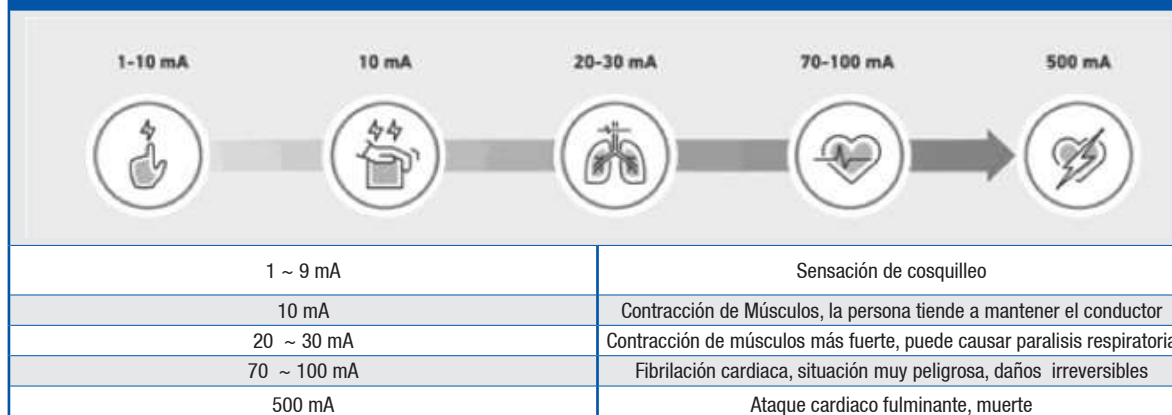 1-10 mA 10 mA 20-30 mA 70-100 mA 500 mA
1 ~ 9 mA Sensación de cosquilleo
10 mA Contracción de Músculos, la persona tiende a mantener el conductor
20 ~ 30 mA Contracción de músculos más fuerte, puede causar paralisis respiratoria
70 ~ 100 mA Fibrilación cardiaca, situación muy peligrosa, daños irreversibles
500 mA Ataque cardiaco fulminante, muerte